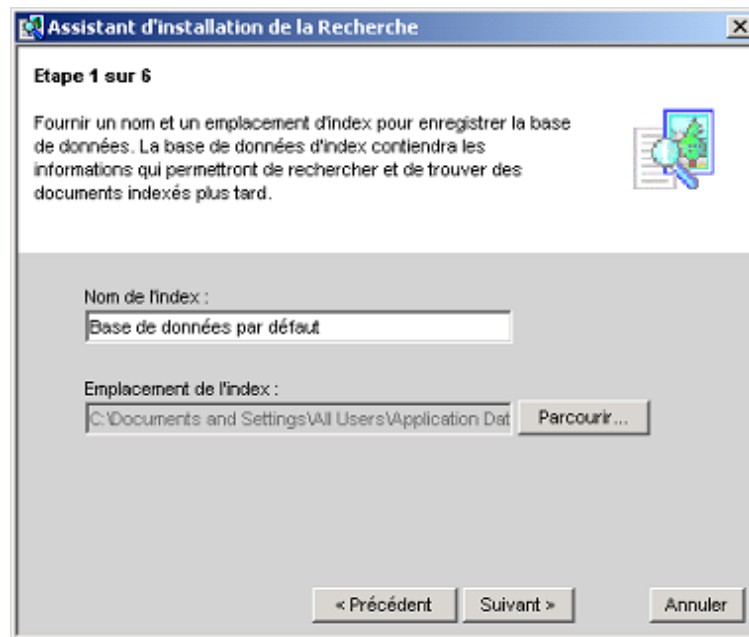 Assistant d'installation de la Recherche
Etape 1 sur 6
Fournir un nom et un emplacement d'index pour enregistrer la base
de données. La base de données d'index contiendra les
informations qui permettront de rechercher et de trouver des
documents indexés plus tard.
Nom de l'index :
Base de données par défaut
Emplacement de l'index :
C:\Documents and Settings\All Users\Application Dat
Parcourir...
< Précédent
Suivant >
Annuler